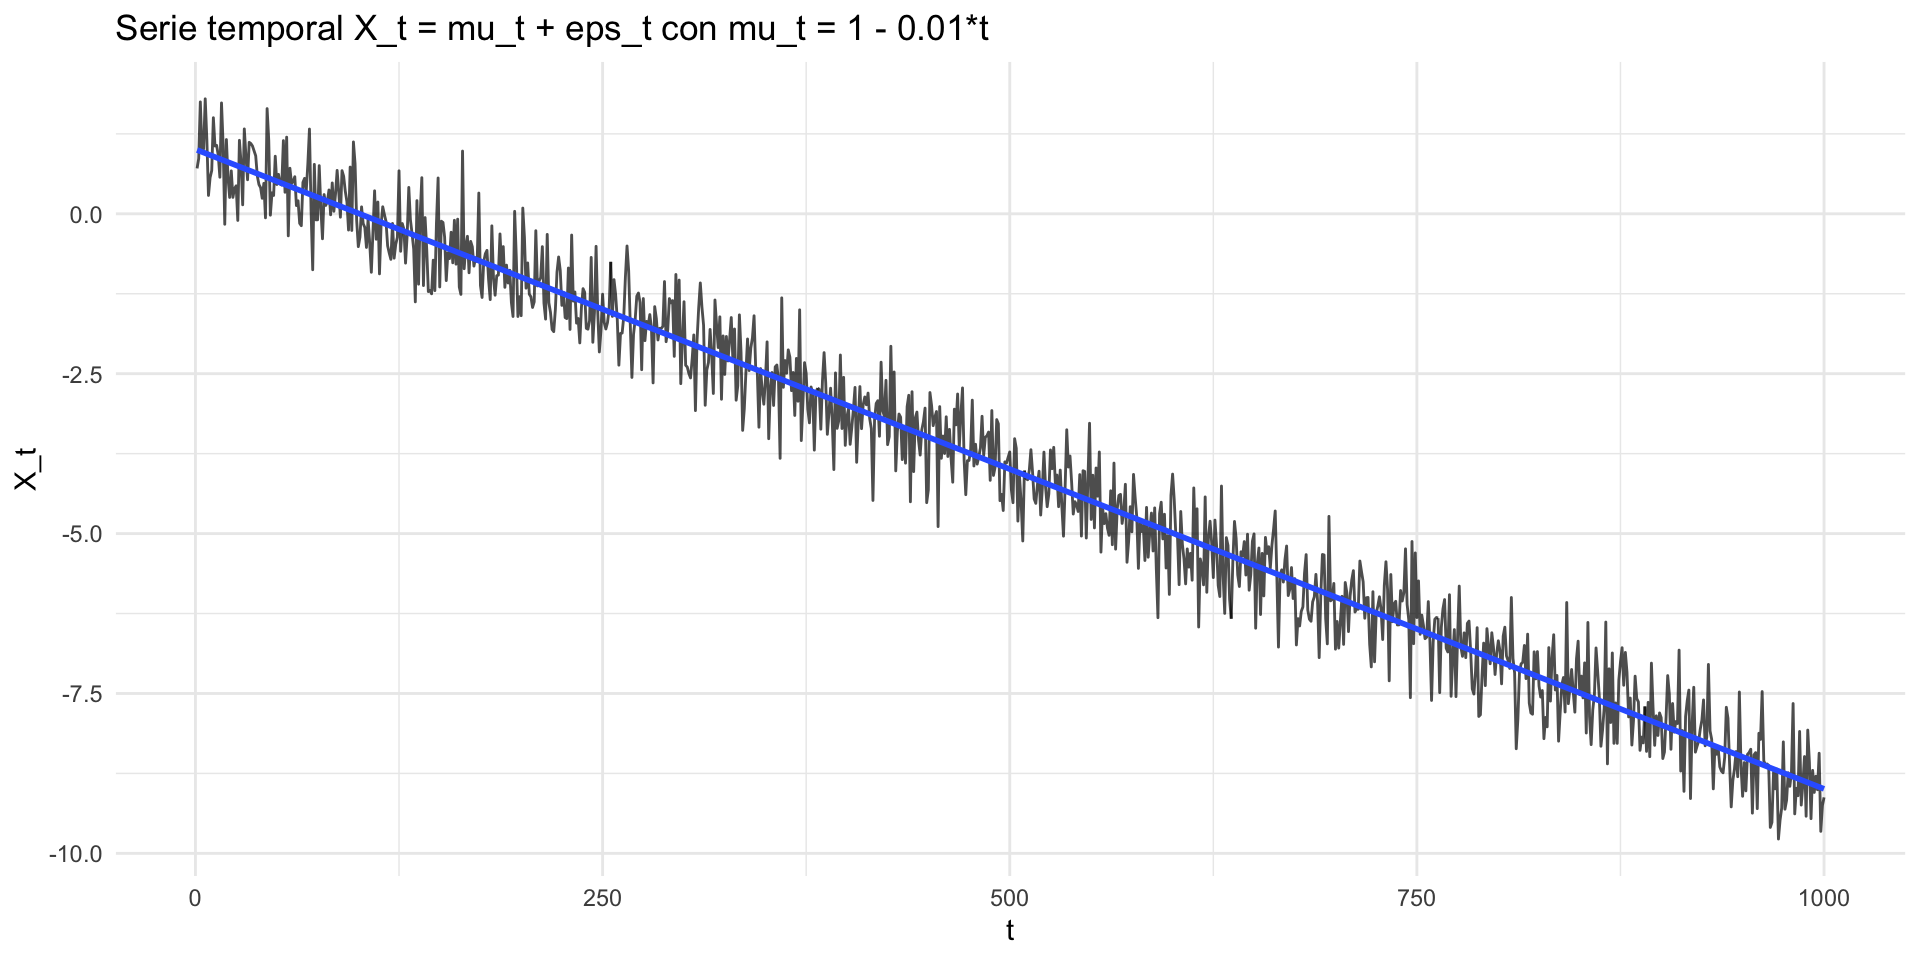 Serie temporal X_t = mu_t + eps_t con mu_t = 1 - 0.01*t
0.0
-2.5
-5.0
-7.5
-10.0
X_t
0 250 500 750 1000
t